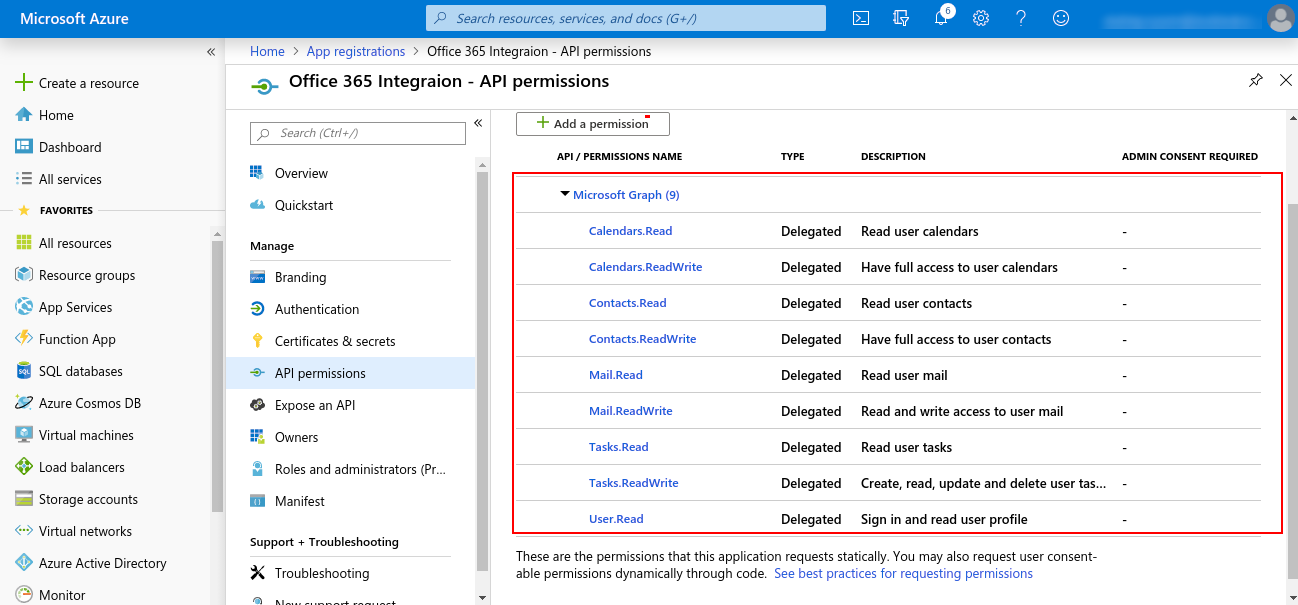 Microsoft Azure
Search resources, services, and docs (G+/)
6
«
Create a resource
Home
Dashboard
All services
FAVORITES
All resources
Resource groups
App Services
Function App
SQL databases
Azure Cosmos DB
Virtual machines
Load balancers
Storage accounts
Virtual networks
Azure Active Directory
Monitor
Home > App registrations > Office 365 Integraion - API permissions
Office 365 Integraion - API permissions
Search (Ctrl+/)
«
Overview
Quickstart
Manage
Branding
Authentication
Certificates & secrets
API permissions
Expose an API
Owners
Roles and administrators (Pr...
Manifest
Support + Troubleshooting
Troubleshooting
New support request
Add a permission
API / PERMISSIONS NAME TYPE DESCRIPTION ADMIN CONSENT REQUIRED
Microsoft Graph (9)
Calendars.Read Delegated Read user calendars -
Calendars.ReadWrite Delegated Have full access to user calendars -
Contacts.Read Delegated Read user contacts -
Contacts.ReadWrite Delegated Have full access to user contacts -
Mail.Read Delegated Read user mail -
Mail.ReadWrite Delegated Read and write access to user mail -
Tasks.Read Delegated Read user tasks -
Tasks.ReadWrite Delegated Create, read, update and delete user tas... -
User.Read Delegated Sign in and read user profile -
These are the permissions that this application requests statically. You may also request user consent-
able permissions dynamically through code. See best practices for requesting permissions